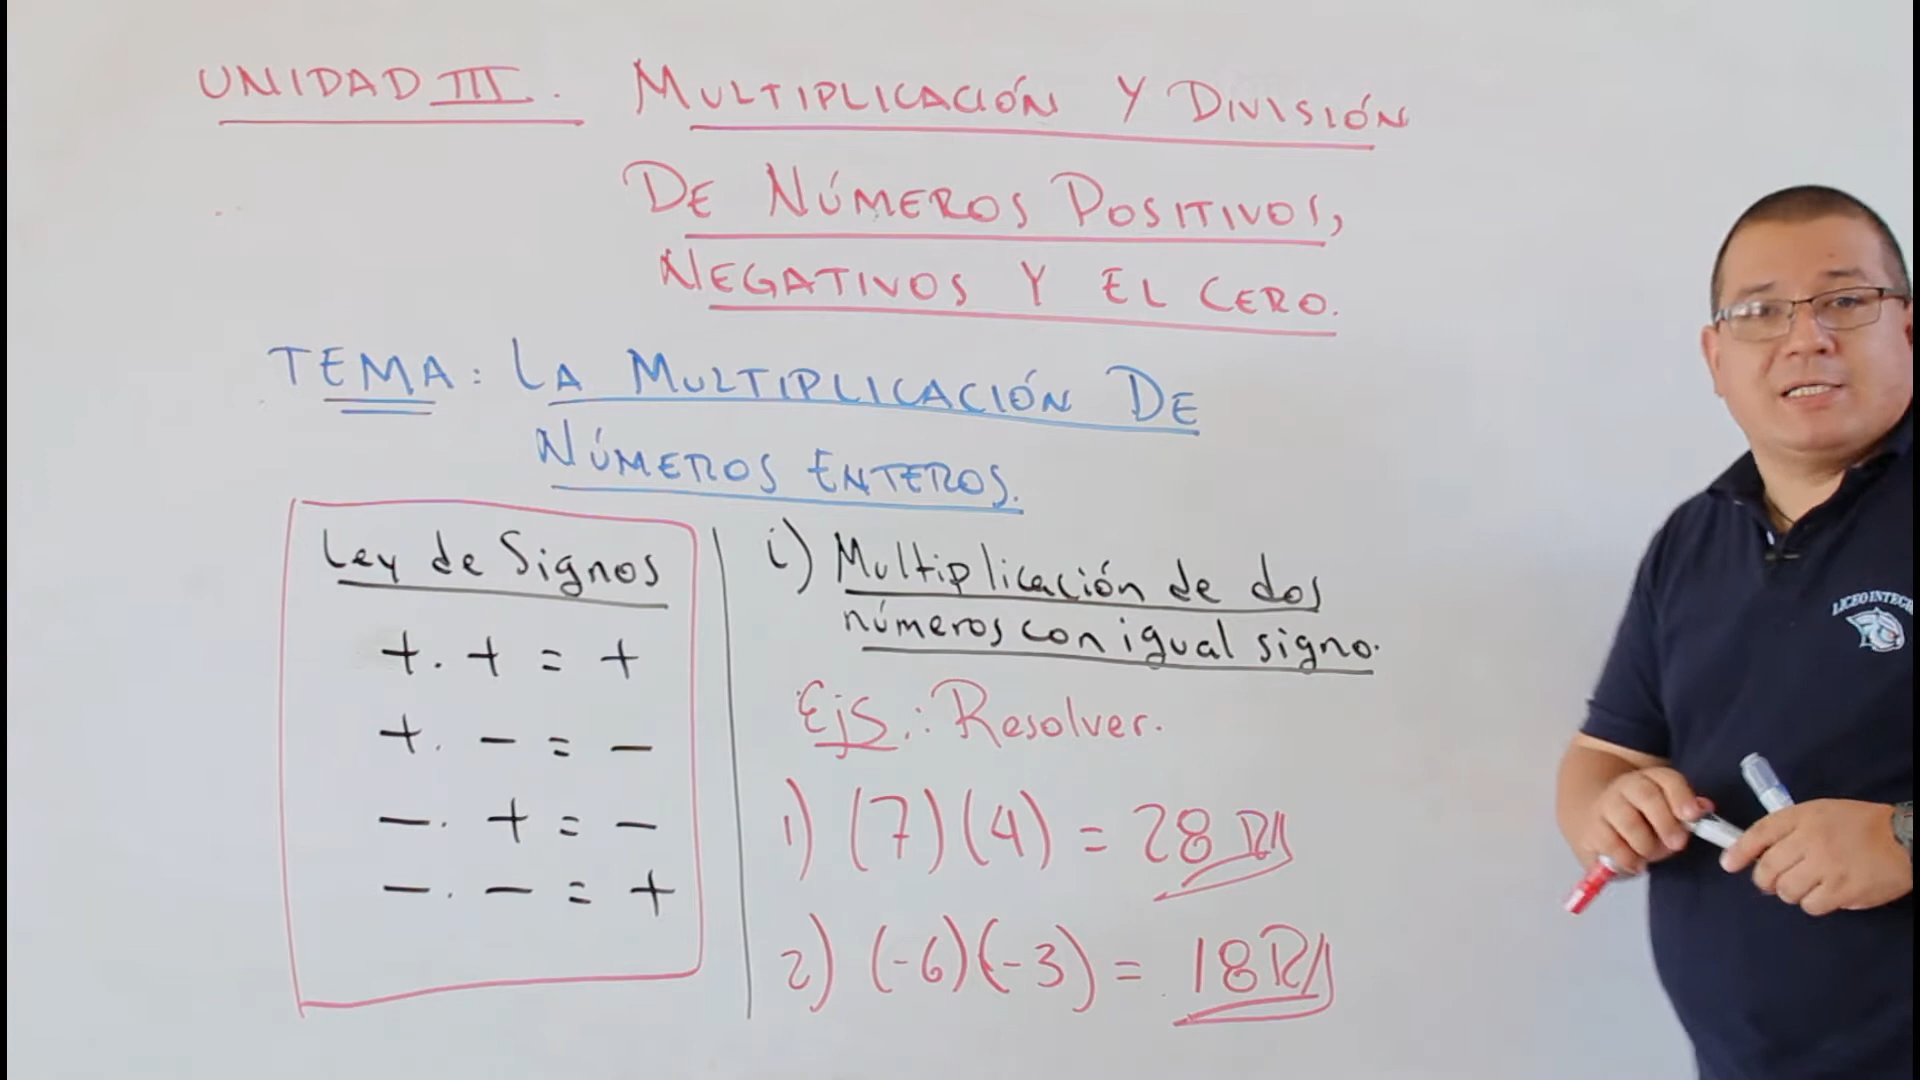 UNIDAD III. MULTIPLICACIÓN Y DIVISIÓN
DE NÚMEROS POSITIVOS,
NEGATIVOS Y EL CERO.
TEMA: LA MULTIPLICACIÓN DE
NÚMEROS ENTEROS.
Ley de Signos
+ . + = +
+ . - = -
- . + = -
- . - = +
i) Multiplicación de dos
números con igual signo.
Ejs.: Resolver.
1) (7)(4) = 28 R//
2) (-6)(-3) = 18 R//
LICEO